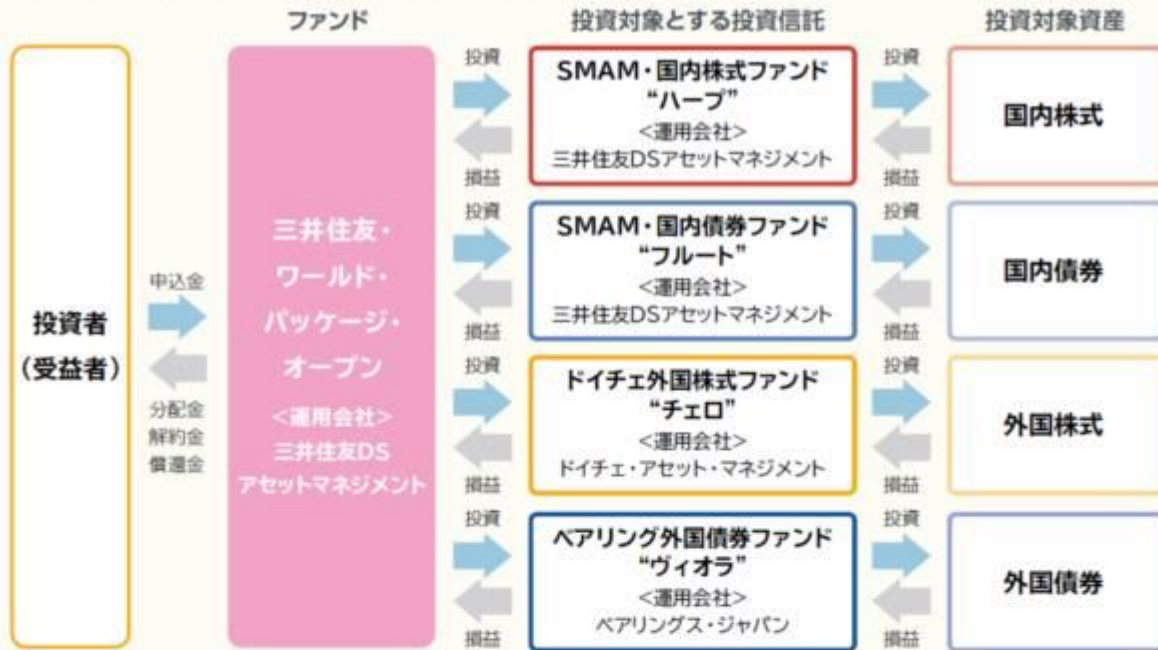 ファンド
投資対象とする投資信託
投資対象資産
投資者
(受益者)
申込金
分配金
解約金
償還金
三井住友・
ワールド・
パッケージ・
オープン
<運用会社>
三井住友DS
アセットマネジメント
投資
損益
SMAM・国内株式ファンド
“ハープ”
<運用会社>
三井住友DSアセットマネジメント
投資
損益
国内株式
投資
損益
SMAM・国内債券ファンド
“フルート”
<運用会社>
三井住友DSアセットマネジメント
投資
損益
国内債券
投資
損益
ドイチェ外国株式ファンド
“チェロ”
<運用会社>
ドイチェ・アセット・マネジメント
投資
損益
外国株式
投資
損益
ベアリング外国債券ファンド
“ヴィオラ”
<運用会社>
ベアリングス・ジャパン
投資
損益
外国債券